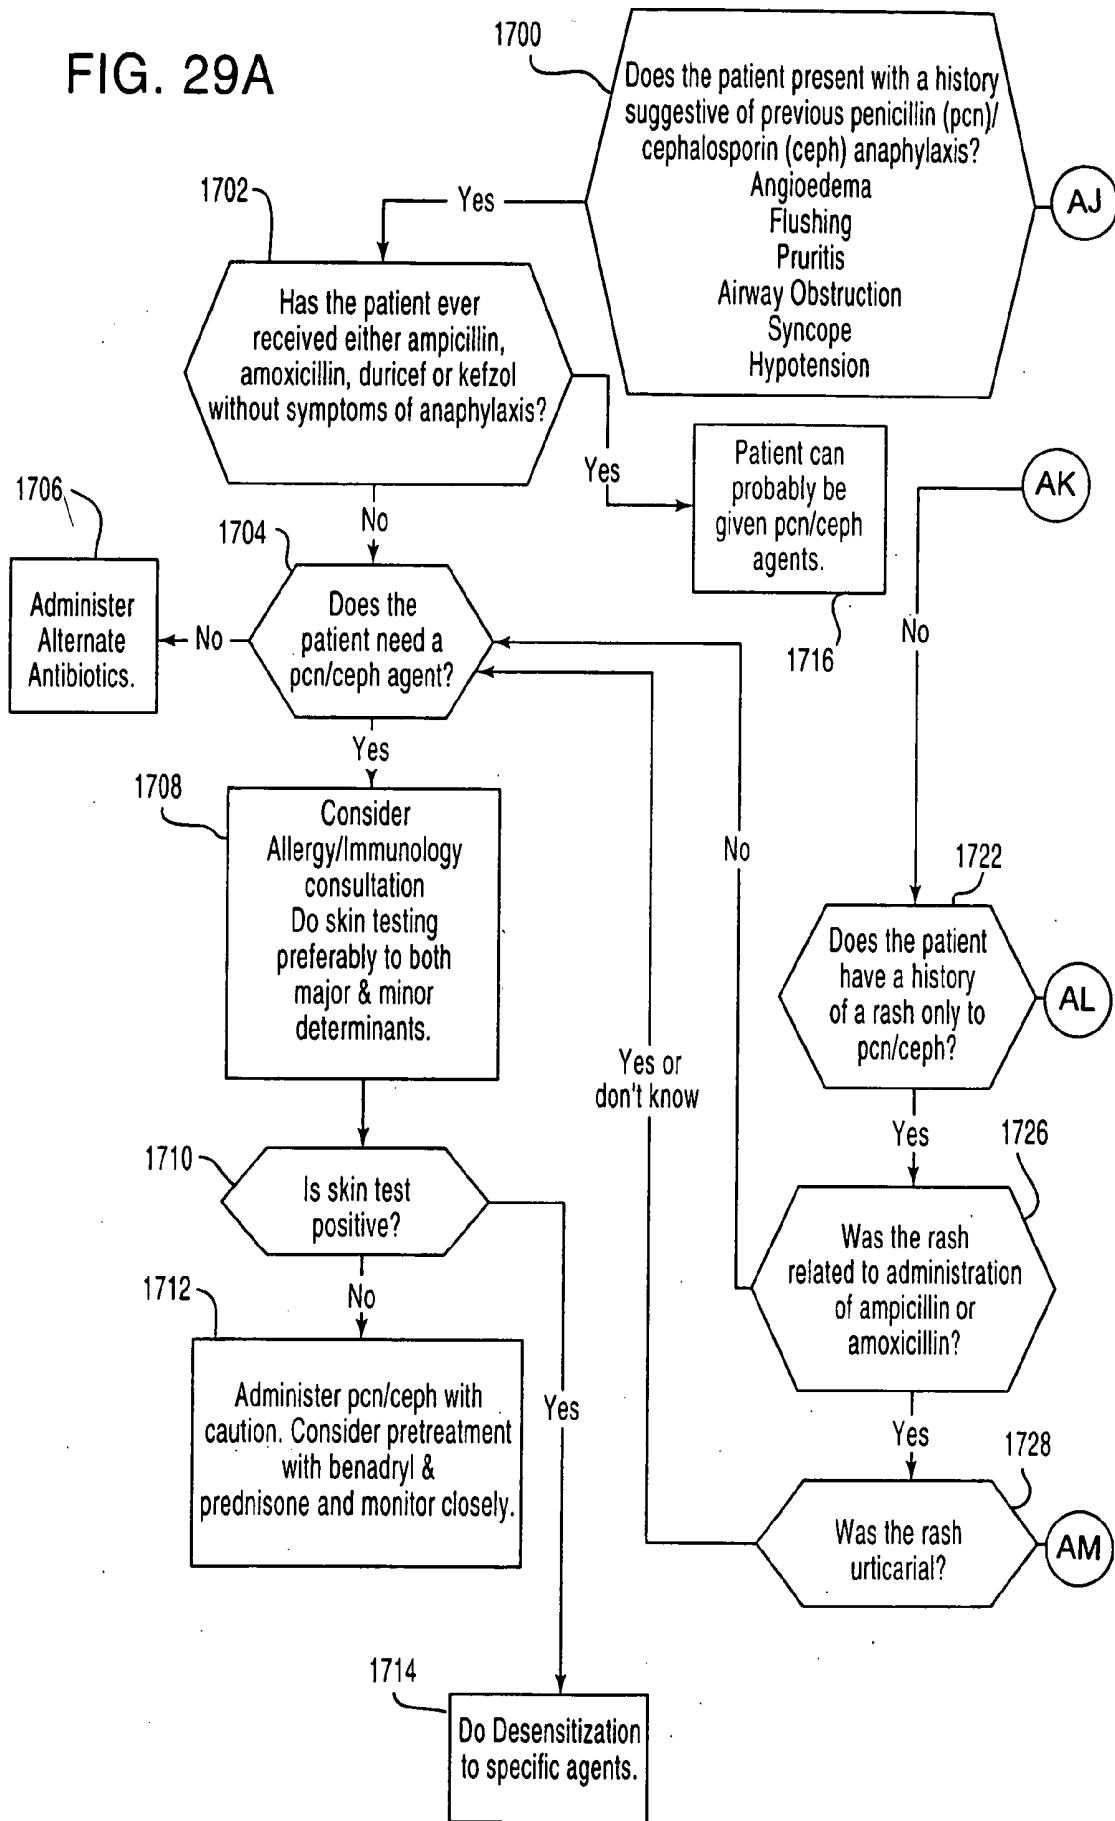 FIG. 29A
1700
Does the patient present with a history
suggestive of previous penicillin (pcn)/
cephalosporin (ceph) anaphylaxis?
Angioedema
Flushing
Pruritis
Airway Obstruction
Syncope
Hypotension
AJ
Yes
1702
Has the patient ever
received either ampicillin,
amoxicillin, duricef or kefzol
without symptoms of anaphylaxis?
Yes
Patient can
probably be
given pcn/ceph
agents.
1716
AK
No
No
1704
Does the
patient need a
pcn/ceph agent?
No
1706
Administer
Alternate
Antibiotics.
Yes
1708
Consider
Allergy/Immunology
consultation
Do skin testing
preferably to both
major & minor
determinants.
1710
Is skin test
positive?
No
1712
Administer pcn/ceph with
caution. Consider pretreatment
with benadryl &
prednisone and monitor closely.
Yes
1714
Do Desensitization
to specific agents.
1722
Does the patient
have a history
of a rash only to
pcn/ceph?
AL
Yes
1726
Was the rash
related to administration
of ampicillin or
amoxicillin?
No
Yes
1728
Was the rash
urticarial?
AM
Yes or
don't know